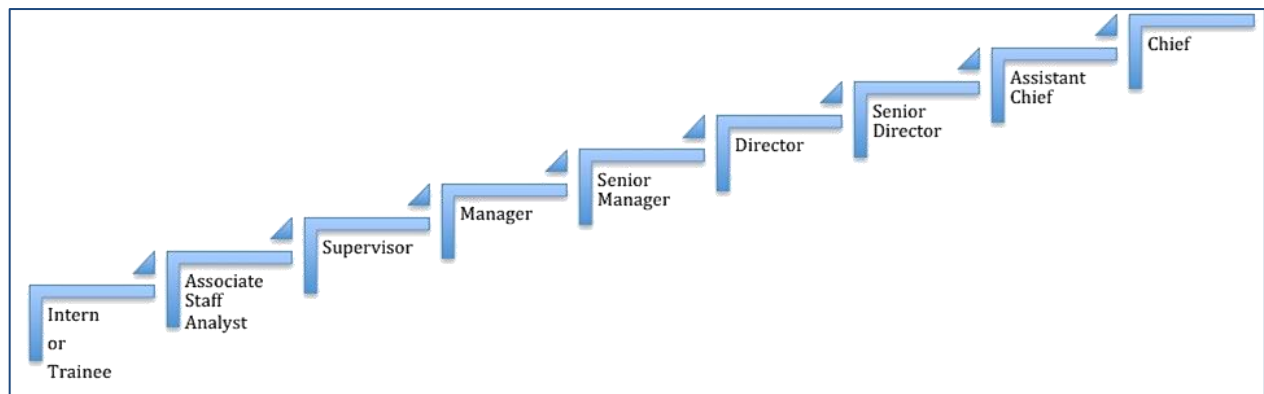 Intern
or
Trainee
Associate
Staff
Analyst
Supervisor
Manager
Senior
Manager
Director
Senior
Director
Assistant
Chief
Chief